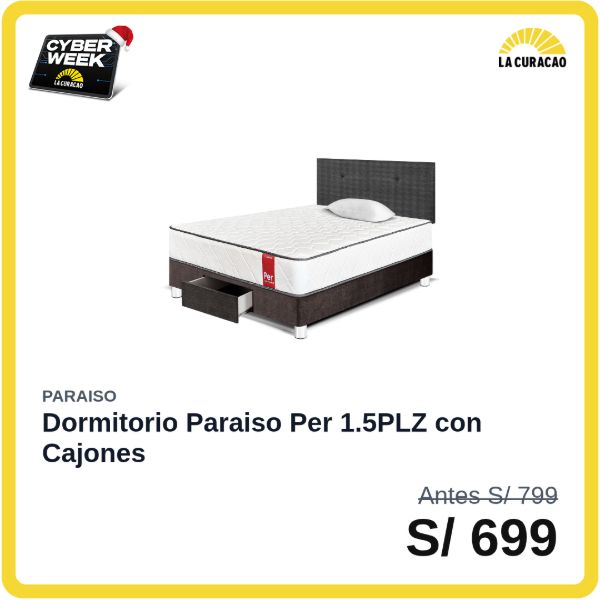 CYBER
WEEK
LA CURACAO
LA CURACAO
Per
PARAISO
Dormitorio Paraiso Per 1.5PLZ con
Cajones
Antes S/ 799
S/ 699